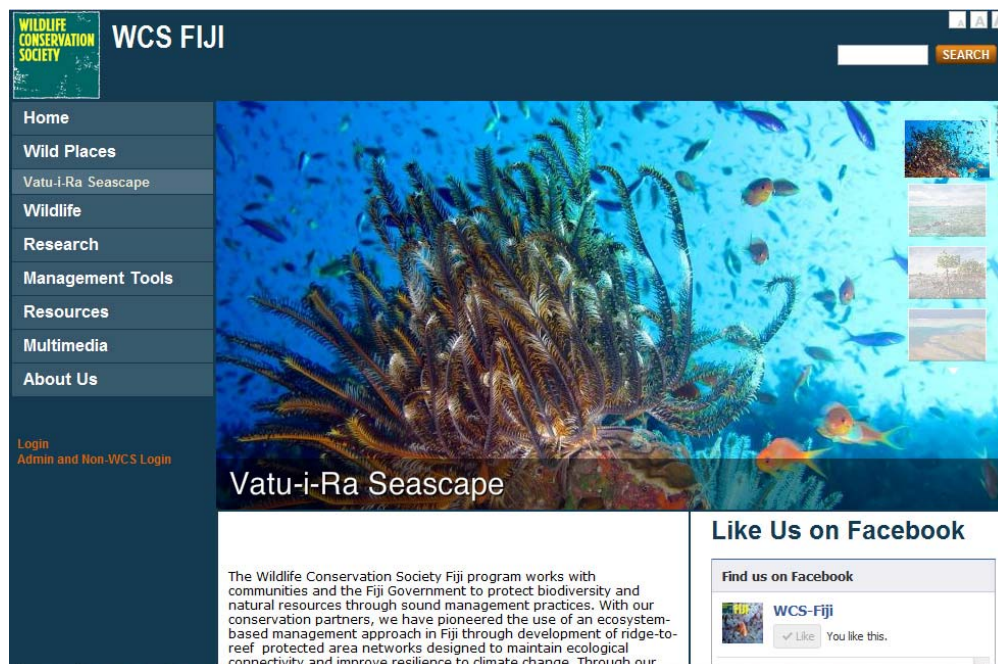 WILDLIFE
CONSERVATION
SOCIETY
WCS FIJI
A A
SEARCH
Home
Wild Places
Vatu-i-Ra Seascape
Wildlife
Research
Management Tools
Resources
Multimedia
About Us
Login
Admin and Non-WCS Login
Vatu-i-Ra Seascape
The Wildlife Conservation Society Fiji program works with
communities and the Fiji Government to protect biodiversity and
natural resources through sound management practices. With our
conservation partners, we have pioneered the use of an ecosystem-
based management approach in Fiji through development of ridge-to-
reef protected area networks designed to maintain ecological
connectivity and improve resilience to climate change. Through our
Like Us on Facebook
Find us on Facebook
WCS-Fiji
Like You like this.